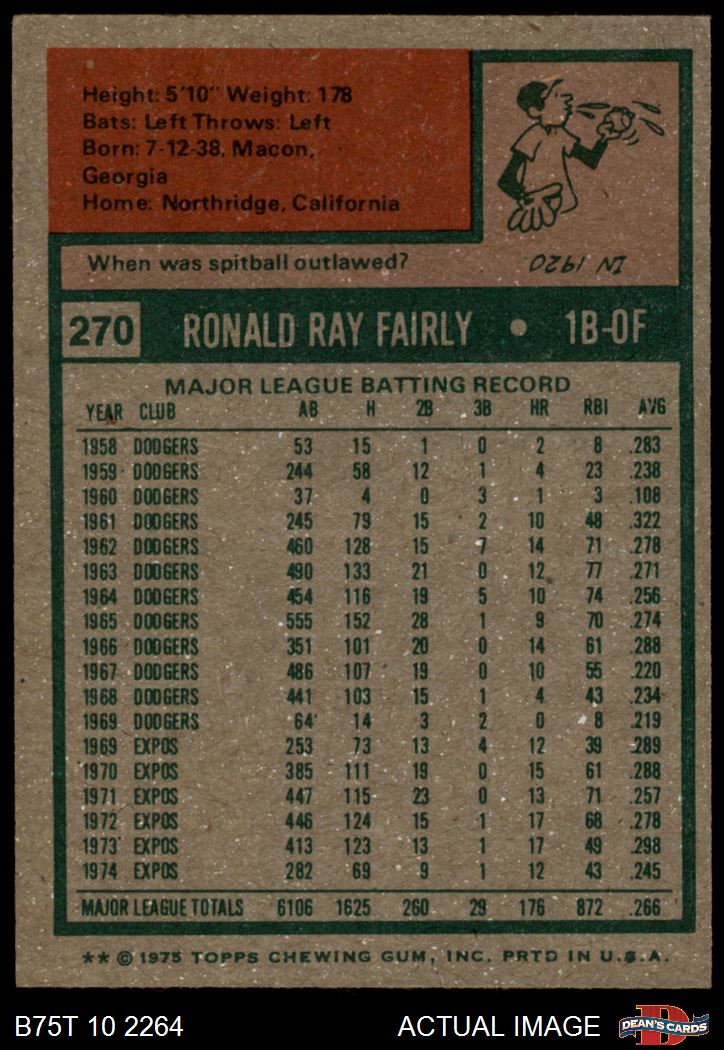 Height: 5'10" Weight: 178
Bats: Left Throws: Left
Born: 7-12-38, Macon,
Georgia
Home: Northridge, California
When was spitball outlawed?
IN 1920
270 RONALD RAY FAIRLY • 1B-OF
MAJOR LEAGUE BATTING RECORD
YEAR CLUB AB H 2B 3B HR RBI AVG
1958 DODGERS 53 15 1 0 2 8 .283
1959 DODGERS 244 58 12 1 4 23 .238
1960 DODGERS 37 4 0 3 1 3 .108
1961 DODGERS 245 79 15 2 10 48 .322
1962 DODGERS 460 128 15 7 14 71 .278
1963 DODGERS 490 133 21 0 12 77 .271
1964 DODGERS 454 116 19 5 10 74 .256
1965 DODGERS 555 152 28 1 9 70 .274
1966 DODGERS 351 101 20 0 14 61 .288
1967 DODGERS 486 107 19 0 10 55 .220
1968 DODGERS 441 103 15 1 4 43 .234
1969 DODGERS 64 14 3 2 0 8 .219
1969 EXPOS 253 73 13 4 12 39 .289
1970 EXPOS 385 111 19 0 15 61 .288
1971 EXPOS 447 115 23 0 13 71 .257
1972 EXPOS 446 124 15 1 17 68 .278
1973 EXPOS 413 123 13 1 17 49 .298
1974 EXPOS 282 69 9 1 12 43 .245
MAJOR LEAGUE TOTALS 6106 1625 260 29 176 872 .266
** © 1975 TOPPS CHEWING GUM, INC. PRTD IN U.S.A.
B75T 10 2264 ACTUAL IMAGE D DEAN'S CARDS